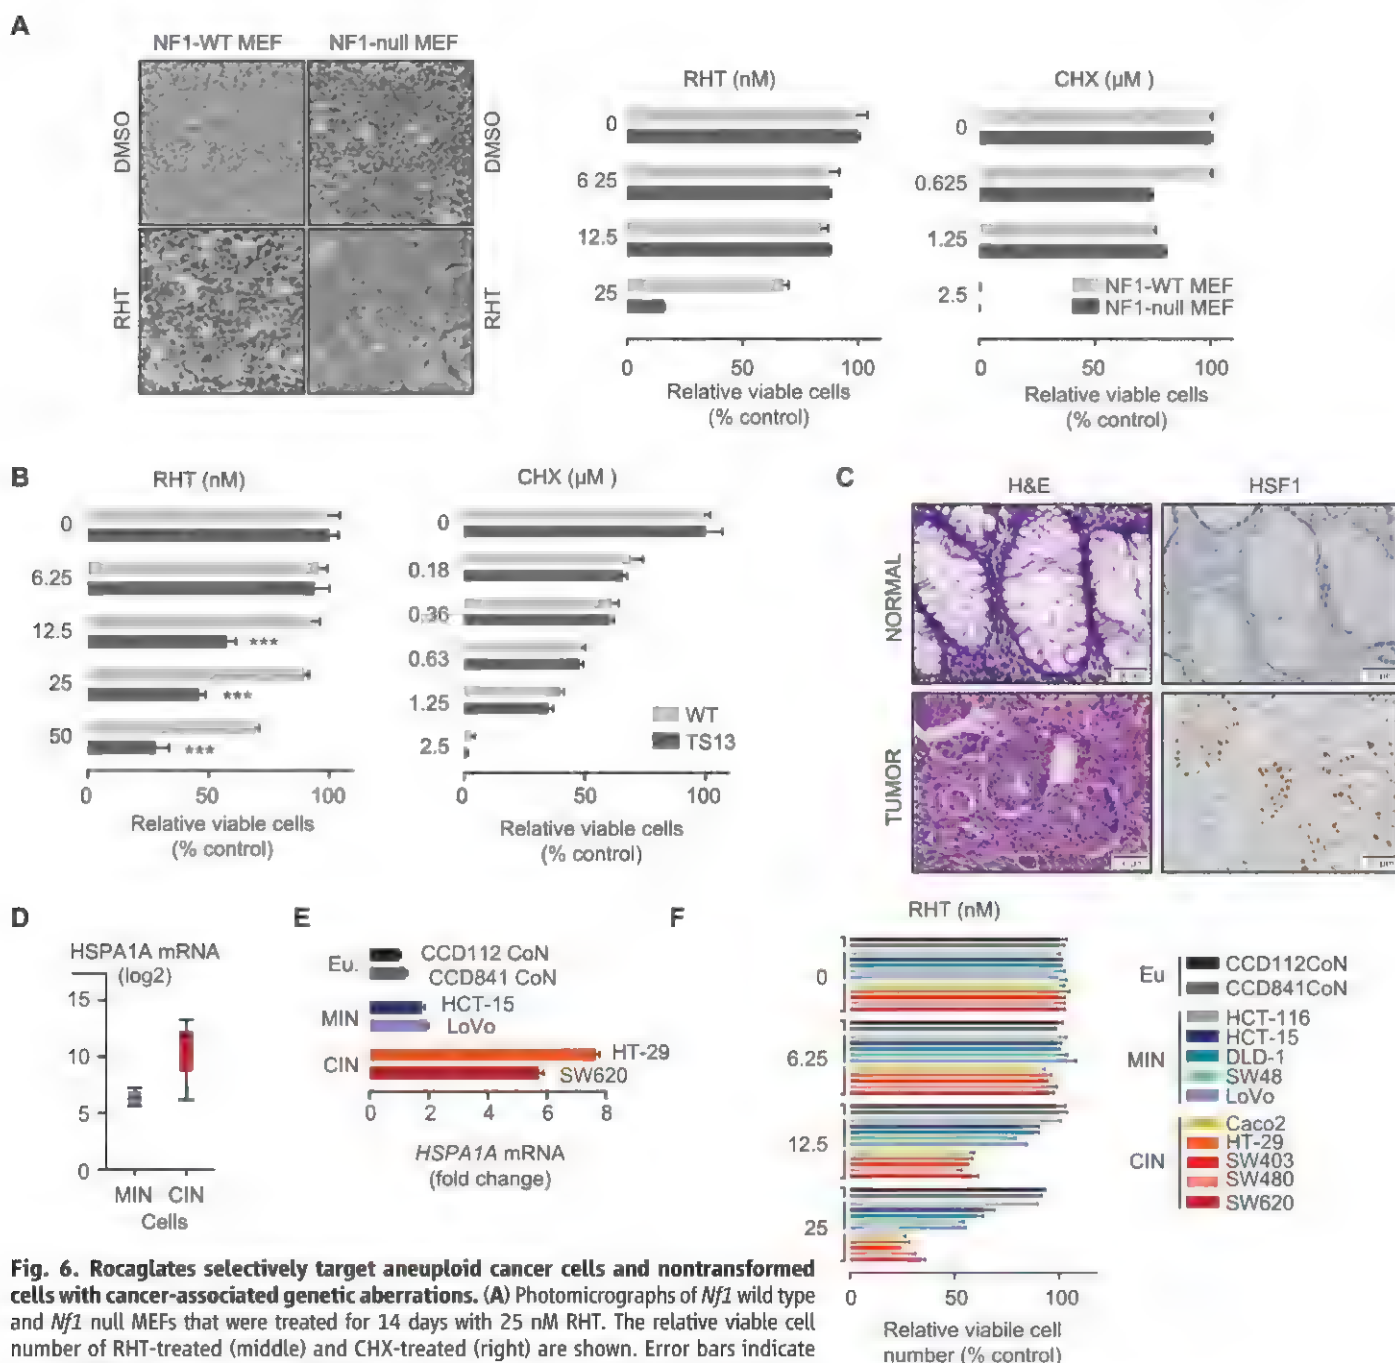 A
NF1-WT MEF NF1-null MEF
DMSO
DMSO
RHT
RHT
RHT (nM)
0
6 25
12.5
25
0 50 100
Relative viable cells
(% control)
CHX (µM )
0
0.625
1.25
2.5
NF1-WT MEF
NF1-null MEF
0 50 100
Relative viable cells
(% control)
B
RHT (nM)
0
6.25
12.5
***
25
***
50
***
0 50 100
Relative viable cells
(% control)
CHX (µM )
0
0.18
0.36
0.63
1.25
2.5
WT
TS13
0 50 100
Relative viable cells
(% control)
C
H&E HSF1
NORMAL
TUMOR
D
HSPA1A mRNA
(log2)
15
10
5
0
MIN CIN
Cells
E
Eu.
CCD112 CoN
CCD841 CoN
MIN
HCT-15
LoVo
CIN
HT-29
SW620
0 2 4 6 8
HSPA1A mRNA
(fold change)
F
RHT (nM)
0
6.25
12.5
25
0 50 100
Relative viabile cell
number (% control)
Eu
CCD112CoN
CCD841CoN
MIN
HCT-116
HCT-15
DLD-1
SW48
LoVo
CIN
Caco2
HT-29
SW403
SW480
SW620
Fig. 6. Rocaglates selectively target aneuploid cancer cells and nontransformed
cells with cancer-associated genetic aberrations. (A) Photomicrographs of Nf1 wild type
and Nf1 null MEFs that were treated for 14 days with 25 nM RHT. The relative viable cell
number of RHT-treated (middle) and CHX-treated (right) are shown. Error bars indicate